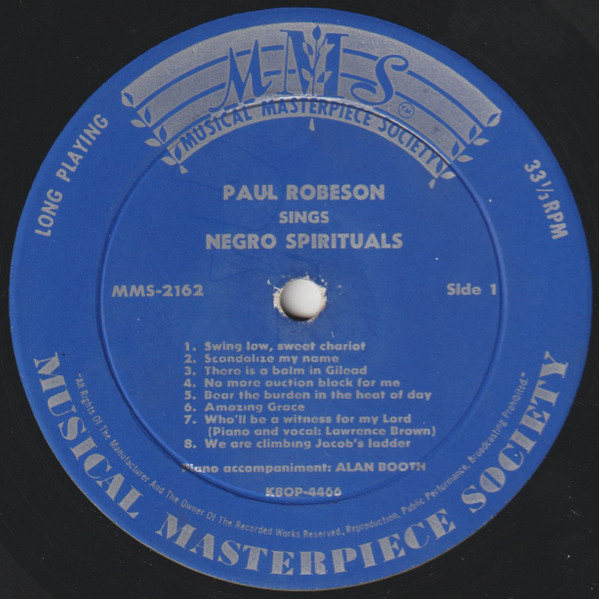 MMS™
MUSICAL MASTERPIECE SOCIETY
LONG PLAYING
33 1/3 RPM
PAUL ROBESON
SINGS
NEGRO SPIRITUALS
MMS-2162
Side 1
1. Swing low, sweet chariot
2. Scandalize my name
3. There is a balm in Gilead
4. No more auction block for me
5. Bear the burden in the heat of day
6. Amazing Grace
7. Who'll be a witness for my Lord
(Piano and vocal: Lawrence Brown)
8. We are climbing Jacob's ladder
Piano accompaniment: ALAN BOOTH
K8OP-4466
"All Rights Of The Manufacturer And The Owner Of The Recorded Works Reserved, Reproduction, Public Performance, Broadcasting Prohibited."
MUSICAL MASTERPIECE SOCIETY